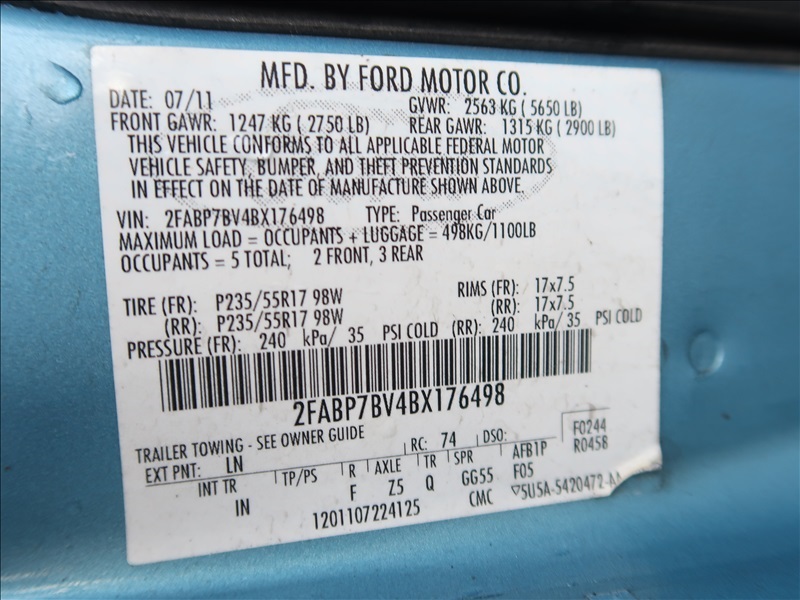 MFD. BY FORD MOTOR CO.
DATE: 07/11 GVWR: 2563 KG ( 5650 LB)
FRONT GAWR: 1247 KG ( 2750 LB) REAR GAWR: 1315 KG ( 2900 LB)
THIS VEHICLE CONFORMS TO ALL APPLICABLE FEDERAL MOTOR
VEHICLE SAFETY, BUMPER, AND THEFT PREVENTION STANDARDS
IN EFFECT ON THE DATE OF MANUFACTURE SHOWN ABOVE.
VIN: 2FABP7BV4BX176498 TYPE: Passenger Car
MAXIMUM LOAD = OCCUPANTS + LUGGAGE = 498KG/1100LB
OCCUPANTS = 5 TOTAL; 2 FRONT, 3 REAR
TIRE (FR): P235/55R17 98W RIMS (FR): 17x7.5
(RR): P235/55R17 98W (RR): 17x7.5
PRESSURE (FR): 240 kPa/ 35 PSI COLD (RR): 240 kPa/ 35 PSI COLD
2FABP7BV4BX176498
TRAILER TOWING - SEE OWNER GUIDE RC: 74 DSO: F0244
EXT PNT: LN R0458
INT TR TP/PS R AXLE TR SPR AFB1P
IN F Z5 Q GG55 F05
1201107224125 CMC ▽5U5A-5420472-A